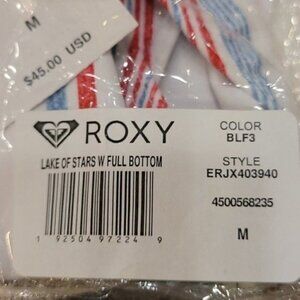 M
$45.00 USD
ROXY
COLOR
BLF3
LAKE OF STARS W FULL BOTTOM
STYLE
ERJX403940
4500568235
M
1 92504 97224 9